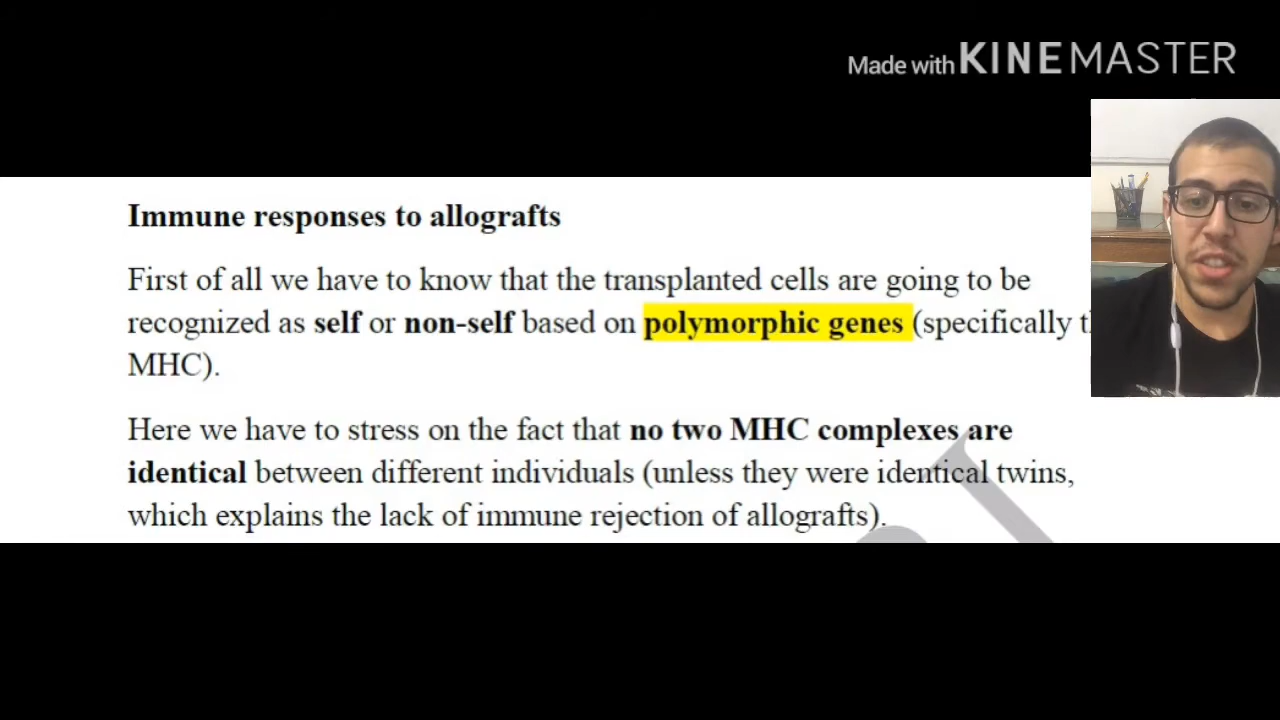 Made with KINEMASTER
Immune responses to allografts
First of all we have to know that the transplanted cells are going to be
recognized as self or non-self based on polymorphic genes (specifically
MHC).
Here we have to stress on the fact that no two MHC complexes are
identical between different individuals (unless they were identical twins,
which explains the lack of immune rejection of allografts).